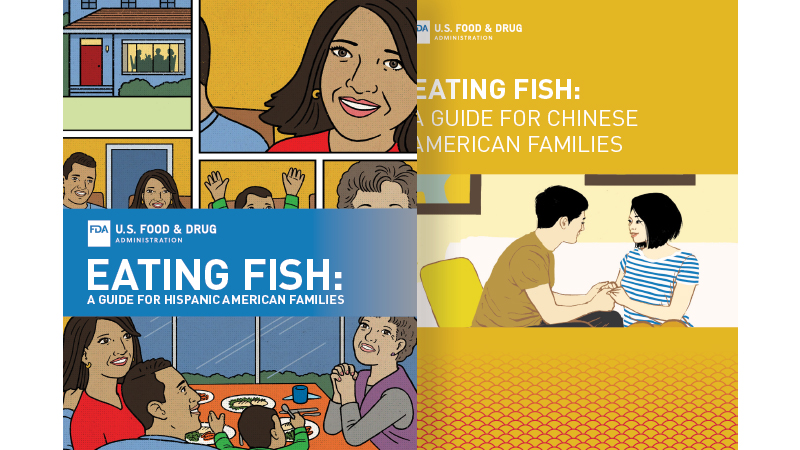 FDA
U.S. FOOD & DRUG
ADMINISTRATION
EATING FISH:
A GUIDE FOR HISPANIC AMERICAN FAMILIES
DA
U.S. FOOD & DRUG
ADMINISTRATION
EATING FISH:
A GUIDE FOR CHINESE
AMERICAN FAMILIES